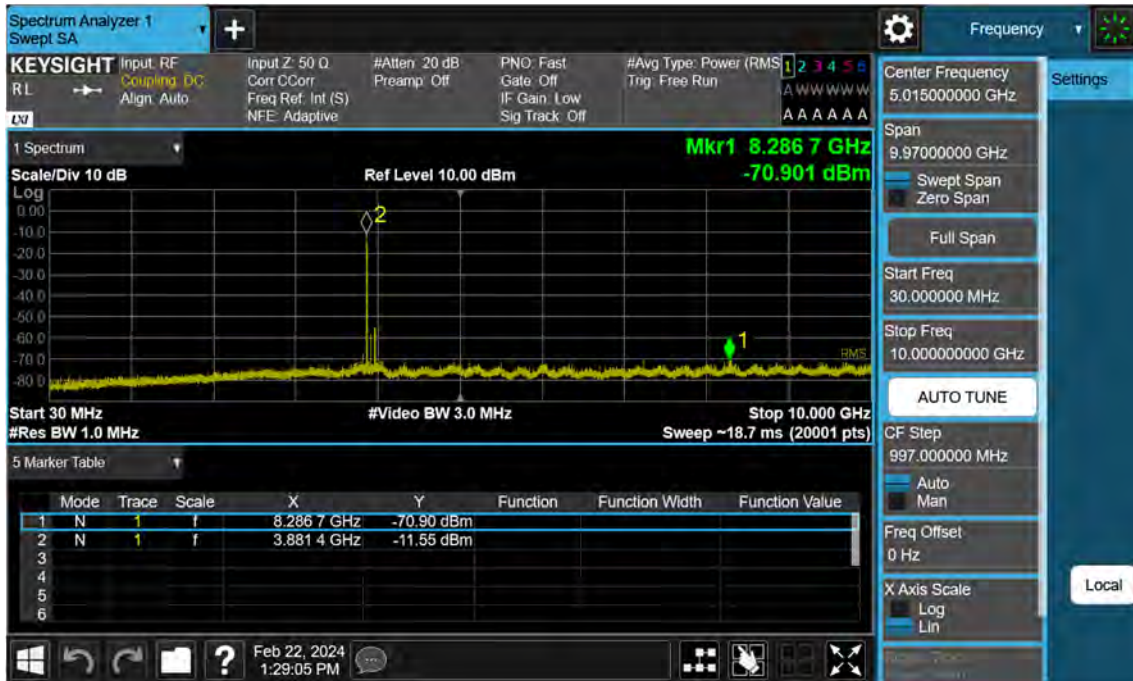 Spectrum Analyzer 1
Swept SA
Frequency
KEYSIGHT
RL
LXI
Input: RF
Coupling: DC
Align: Auto
Input Z: 50 Ω
Corr CCorr
Freq Ref: Int (S)
NFE: Adaptive
#Atten: 20 dB
Preamp: Off
PNO: Fast
Gate: Off
IF Gain: Low
Sig Track: Off
#Avg Type: Power (RMS
Trig: Free Run
1 2 3 4 5 6
A W W W W W
A A A A A A
Center Frequency
5.015000000 GHz
Settings
1 Spectrum
Mkr1 8.286 7 GHz
Scale/Div 10 dB
Ref Level 10.00 dBm
-70.901 dBm
Log
0.00
-10.0
-20.0
-30.0
-40.0
-50.0
-60.0
-70.0
-80.0
2
1
RMS
Start 30 MHz
#Video BW 3.0 MHz
Stop 10.000 GHz
#Res BW 1.0 MHz
Sweep ~18.7 ms (20001 pts)
Span
9.97000000 GHz
Swept Span
Zero Span
Full Span
Start Freq
30.000000 MHz
Stop Freq
10.000000000 GHz
AUTO TUNE
CF Step
997.000000 MHz
Auto
Man
Freq Offset
0 Hz
X Axis Scale
Log
Lin
Local
5 Marker Table
Mode Trace Scale X Y Function Function Width Function Value
1 N 1 f 8.286 7 GHz -70.90 dBm
2 N 1 f 3.881 4 GHz -11.55 dBm
3
4
5
6
?
Feb 22, 2024
1:29:05 PM